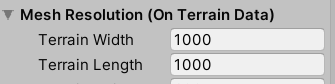 Mesh Resolution (On Terrain Data)
Terrain Width 1000
Terrain Length 1000